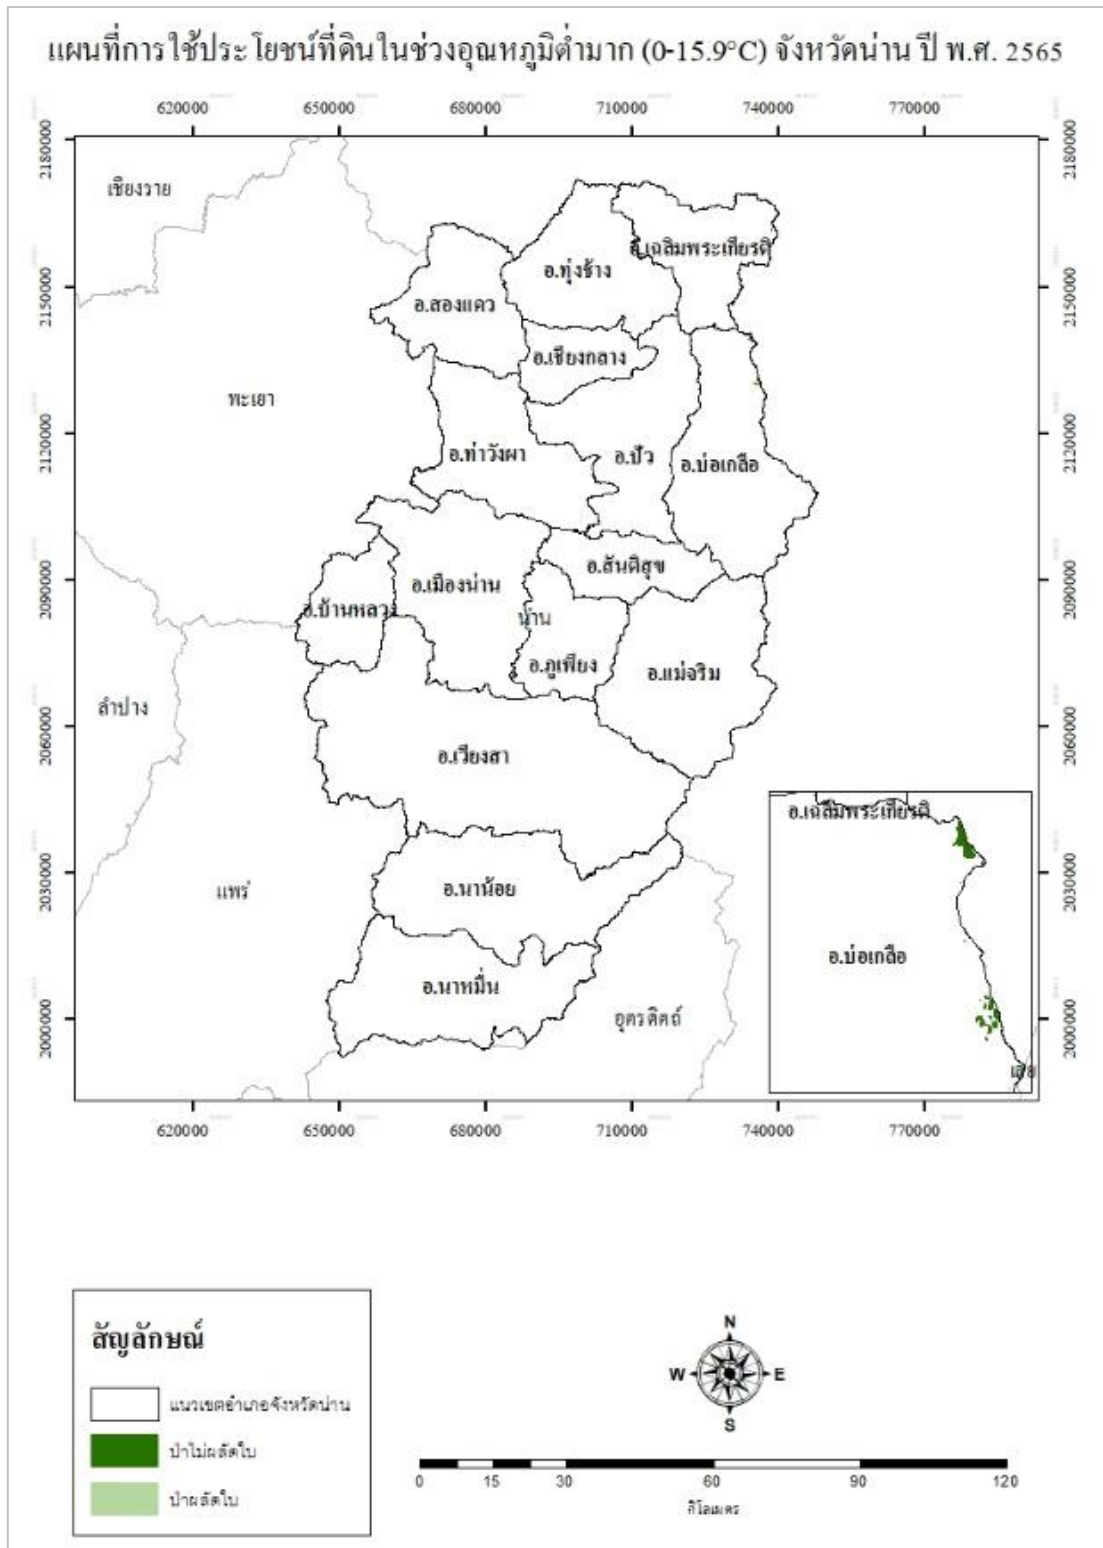 แผนที่การใช้ประโยชน์ที่ดินในช่วงอุณหภูมิต่ำมาก (0-15.9°C) จังหวัดน่าน ปี พ.ศ. 2565
620000 650000 680000 710000 740000 770000
2180000
2180000
เชียงราย
อ.เฉลิมพระเกียรติ
อ.ทุ่งช้าง
2150000
อ.สองแคว
2150000
อ.เชียงกลาง
พะเยา
2120000
อ.ท่าวังผา
อ.ปัว
อ.บ่อเกลือ
2120000
อ.สันติสุข
2090000
อ.เมืองน่าน
2090000
อ.บ้านหลวง
น่าน
อ.ภูเพียง
อ.แม่จริม
ลำปาง
2060000
อ.เวียงสา
2060000
อ.เฉลิมพระเกียรติ
2030000
แพร่
อ.นาน้อย
2030000
อ.บ่อเกลือ
อ.นาหมื่น
2000000
อุตรดิตถ์
2000000
620000 650000 680000 710000 740000 770000
สัญลักษณ์
แนวเขตอำเภอจังหวัดน่าน
ป่าไม่ผลัดใบ
ป่าผลัดใบ
N
W E
S
0 15 30 60 90 120
กิโลเมตร